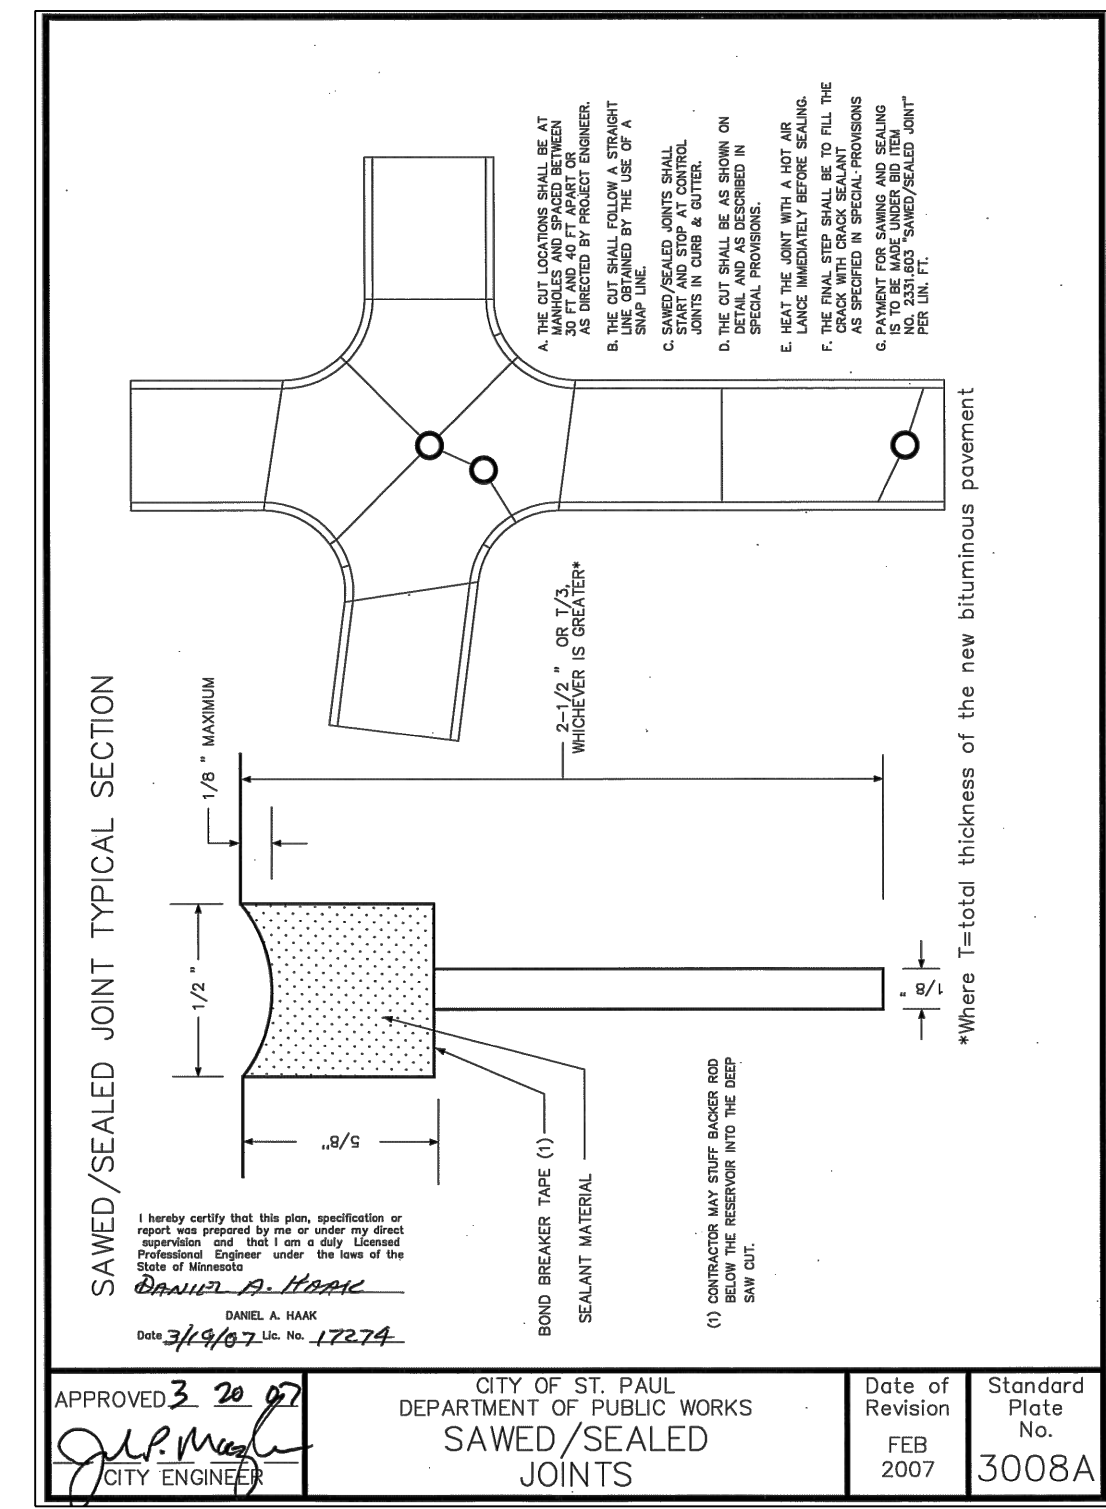 SAWED/SEALED JOINT TYPICAL SECTION
1/8 " MAXIMUM
1/2 "
5/8"
2-1/2 " OR T/3,
WHICHEVER IS GREATER*
1/8 "
BOND BREAKER TAPE (1)
SEALANT MATERIAL
(1) CONTRACTOR MAY STUFF BACKER ROD
BELOW THE RESERVOIR INTO THE DEEP
SAW CUT.
*Where T=total thickness of the new bituminous pavement
A. THE CUT LOCATIONS SHALL BE AT
MANHOLES AND SPACED BETWEEN
30 FT AND 40 FT APART OR
AS DIRECTED BY PROJECT ENGINEER.
B. THE CUT SHALL FOLLOW A STRAIGHT
LINE OBTAINED BY THE USE OF A
SNAP LINE.
C. SAWED/SEALED JOINTS SHALL
START AND STOP AT CONTROL
JOINTS IN CURB & GUTTER.
D. THE CUT SHALL BE AS SHOWN ON
DETAIL AND AS DESCRIBED IN
SPECIAL PROVISIONS.
E. HEAT THE JOINT WITH A HOT AIR
LANCE IMMEDIATELY BEFORE SEALING.
F. THE FINAL STEP SHALL BE TO FILL THE
CRACK WITH CRACK SEALANT
AS SPECIFIED IN SPECIAL PROVISIONS
G. PAYMENT FOR SAWING AND SEALING
IS TO BE MADE UNDER BID ITEM
NO. 2331.603 "SAWED/SEALED JOINT"
PER LIN. FT.
I hereby certify that this plan, specification or
report was prepared by me or under my direct
supervision and that I am a duly Licensed
Professional Engineer under the laws of the
State of Minnesota
DANIEL A. HAAK
DANIEL A. HAAK
Date 3/19/07 Lic. No. 17274
APPROVED 3 20 07
CITY ENGINEER
CITY OF ST. PAUL
DEPARTMENT OF PUBLIC WORKS
SAWED/SEALED
JOINTS
Date of
Revision
FEB
2007
Standard
Plate
No.
3008A